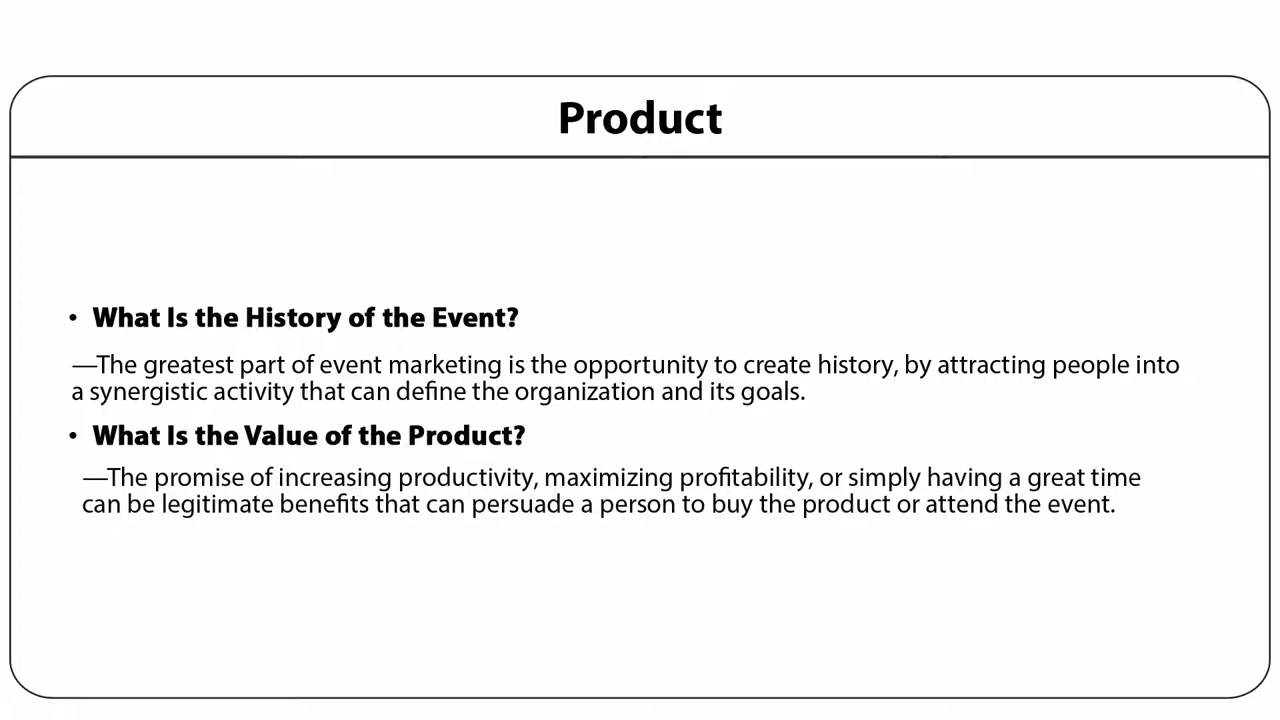 Product
• What Is the History of the Event?
—The greatest part of event marketing is the opportunity to create history, by attracting people into
a synergistic activity that can define the organization and its goals.
• What Is the Value of the Product?
—The promise of increasing productivity, maximizing profitability, or simply having a great time
can be legitimate benefits that can persuade a person to buy the product or attend the event.